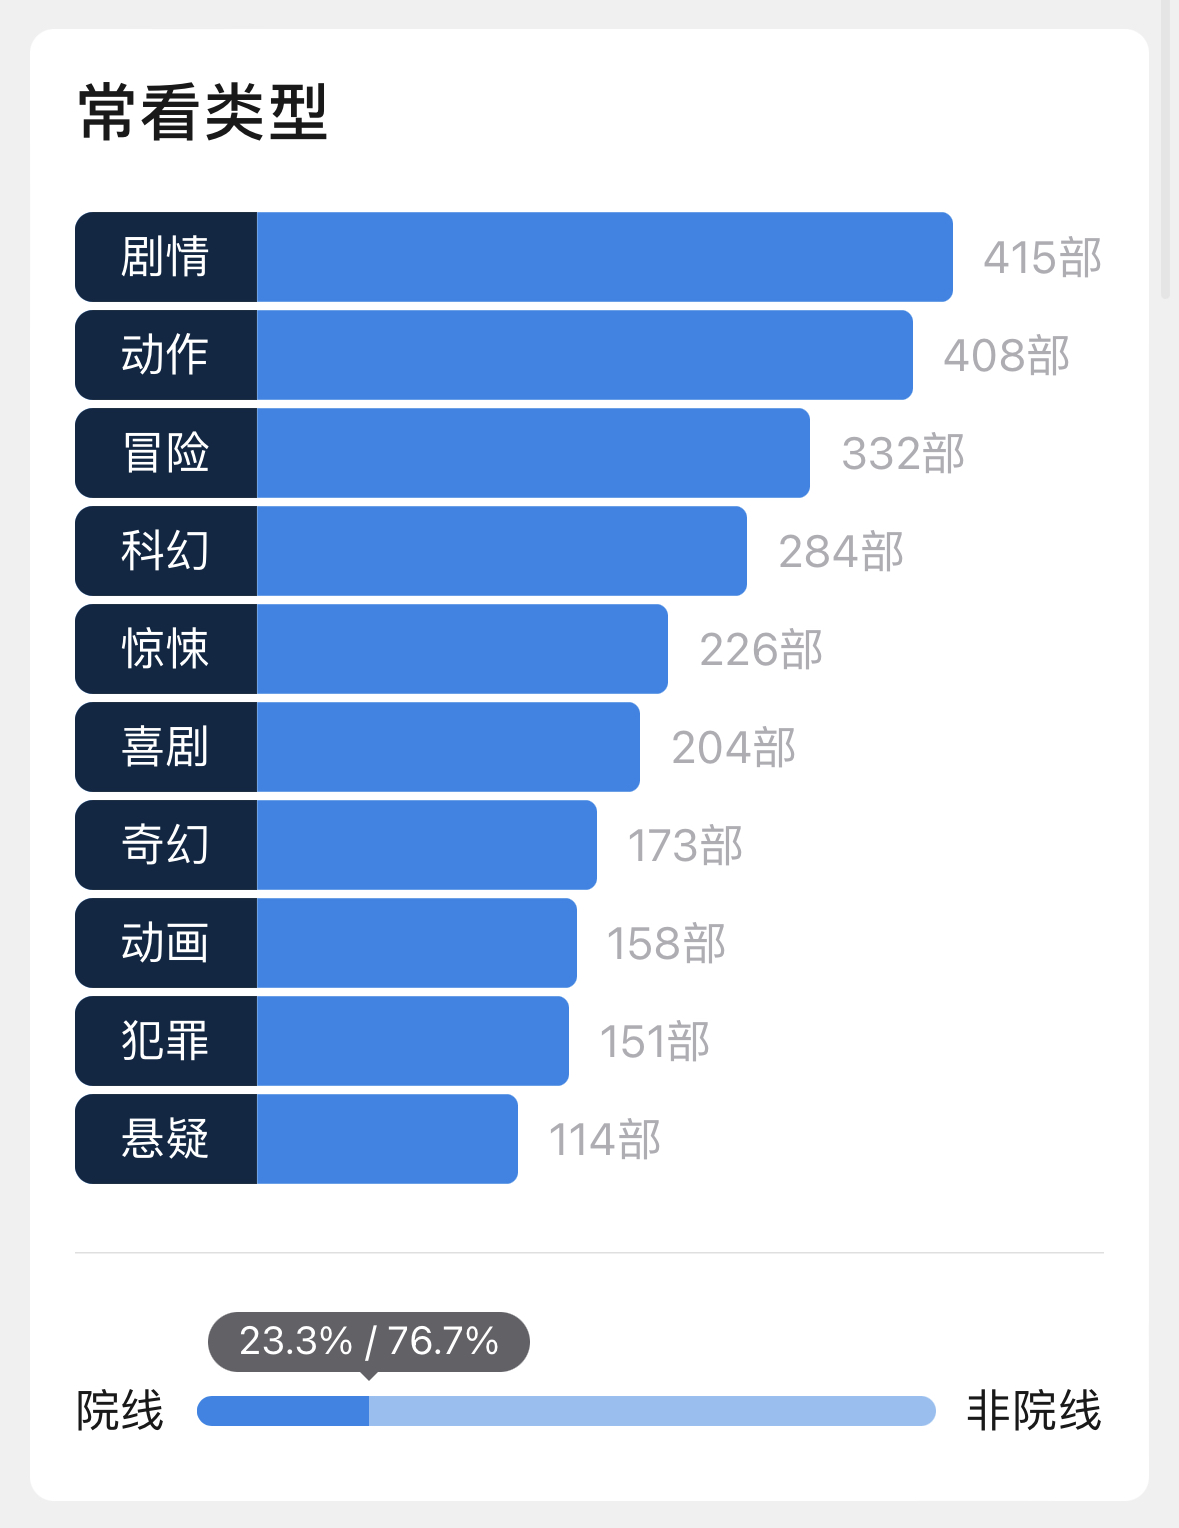 常看类型
剧情 415部
动作 408部
冒险 332部
科幻 284部
惊悚 226部
喜剧 204部
奇幻 173部
动画 158部
犯罪 151部
悬疑 114部
23.3% / 76.7%
院线 非院线